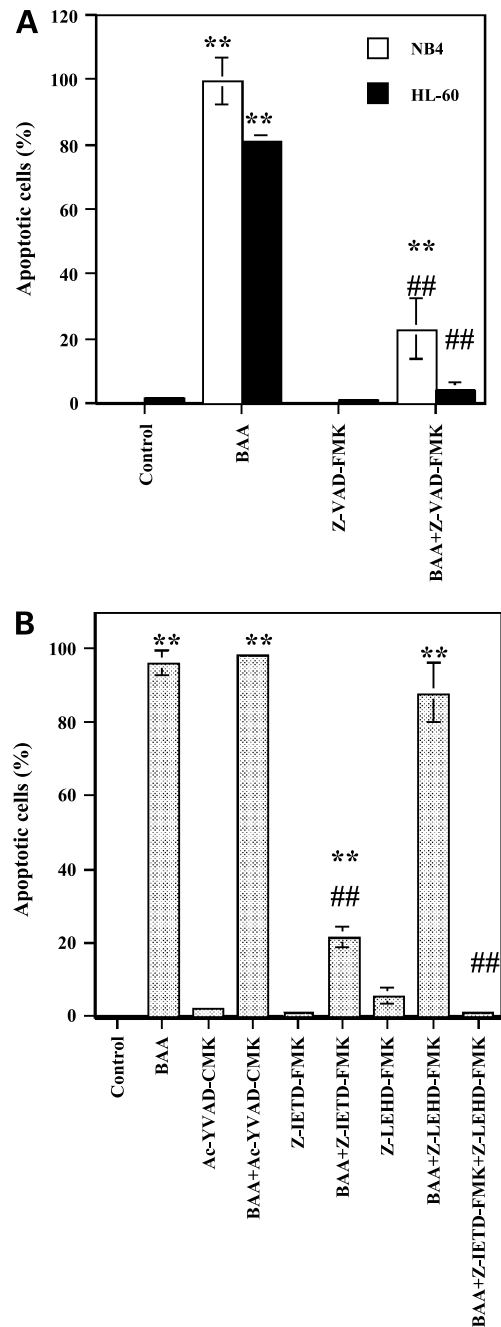 A
Apoptotic cells (%)
120
100
80
60
40
20
0
**
**
**
##
##
NB4
HL-60
Control
BAA
Z-VAD-FMK
BAA+Z-VAD-FMK
B
Apoptotic cells (%)
100
80
60
40
20
0
**
**
**
##
**
##
Control
BAA
Ac-YVAD-CMK
BAA+Ac-YVAD-CMK
Z-IETD-FMK
BAA+Z-IETD-FMK
Z-LEHD-FMK
BAA+Z-LEHD-FMK
BAA+Z-IETD-FMK+Z-LEHD-FMK